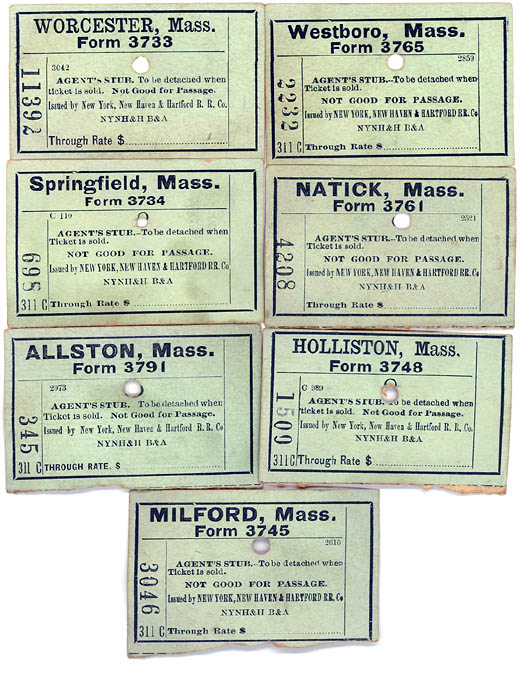 WORCESTER, Mass.
Form 3733
3042
11392
AGENT'S STUB. To be detached when
ticket is sold. Not Good for Passage.
Issued by New York, New Haven & Hartford R. R. Co.
NYNH&H B&A
Through Rate $
Westboro, Mass.
Form 3765
2859
2232
AGENT'S STUB.–To be detached when
Ticket is sold.
NOT GOOD FOR PASSAGE.
Issued by NEW YORK, NEW HAVEN & HARTFORD RR. Co
NYNH&H B&A
311 C Through Rate $
Springfield, Mass.
Form 3734
C 110
695
AGENT'S STUB.–To be detached when
Ticket is sold.
NOT GOOD FOR PASSAGE.
Issued by NEW YORK, NEW HAVEN & HARTFORD RR. Co
NYNH&H B&A
311 C Through Rate $
NATICK, Mass.
Form 3761
2521
4208
AGENT'S STUB.–To be detached when
Ticket is sold.
NOT GOOD FOR PASSAGE.
Issued by NEW YORK, NEW HAVEN & HARTFORD RR. Co
NYNH&H B&A
311 C Through Rate $
ALLSTON, Mass.
Form 3791
2973
345
AGENT'S STUB. To be detached when
Ticket is sold. Not Good for Passage.
Issued by New York, New Haven & Hartford R. R. Co.
NYNH&H B&A
311 C THROUGH RATE. $
HOLLISTON, Mass.
Form 3748
C 989
1509
AGENT'S STUB. To be detached when
ticket is sold. Not Good for Passage.
Issued by New York, New Haven & Hartford R. R. Co.
NYNH&H B&A
311C Through Rate $
MILFORD, Mass.
Form 3745
2610
3046
AGENT'S STUB.–To be detached when
Ticket is sold.
NOT GOOD FOR PASSAGE.
Issued by NEW YORK, NEW HAVEN & HARTFORD RR. Co
NYNH&H B&A
311 C Through Rate $